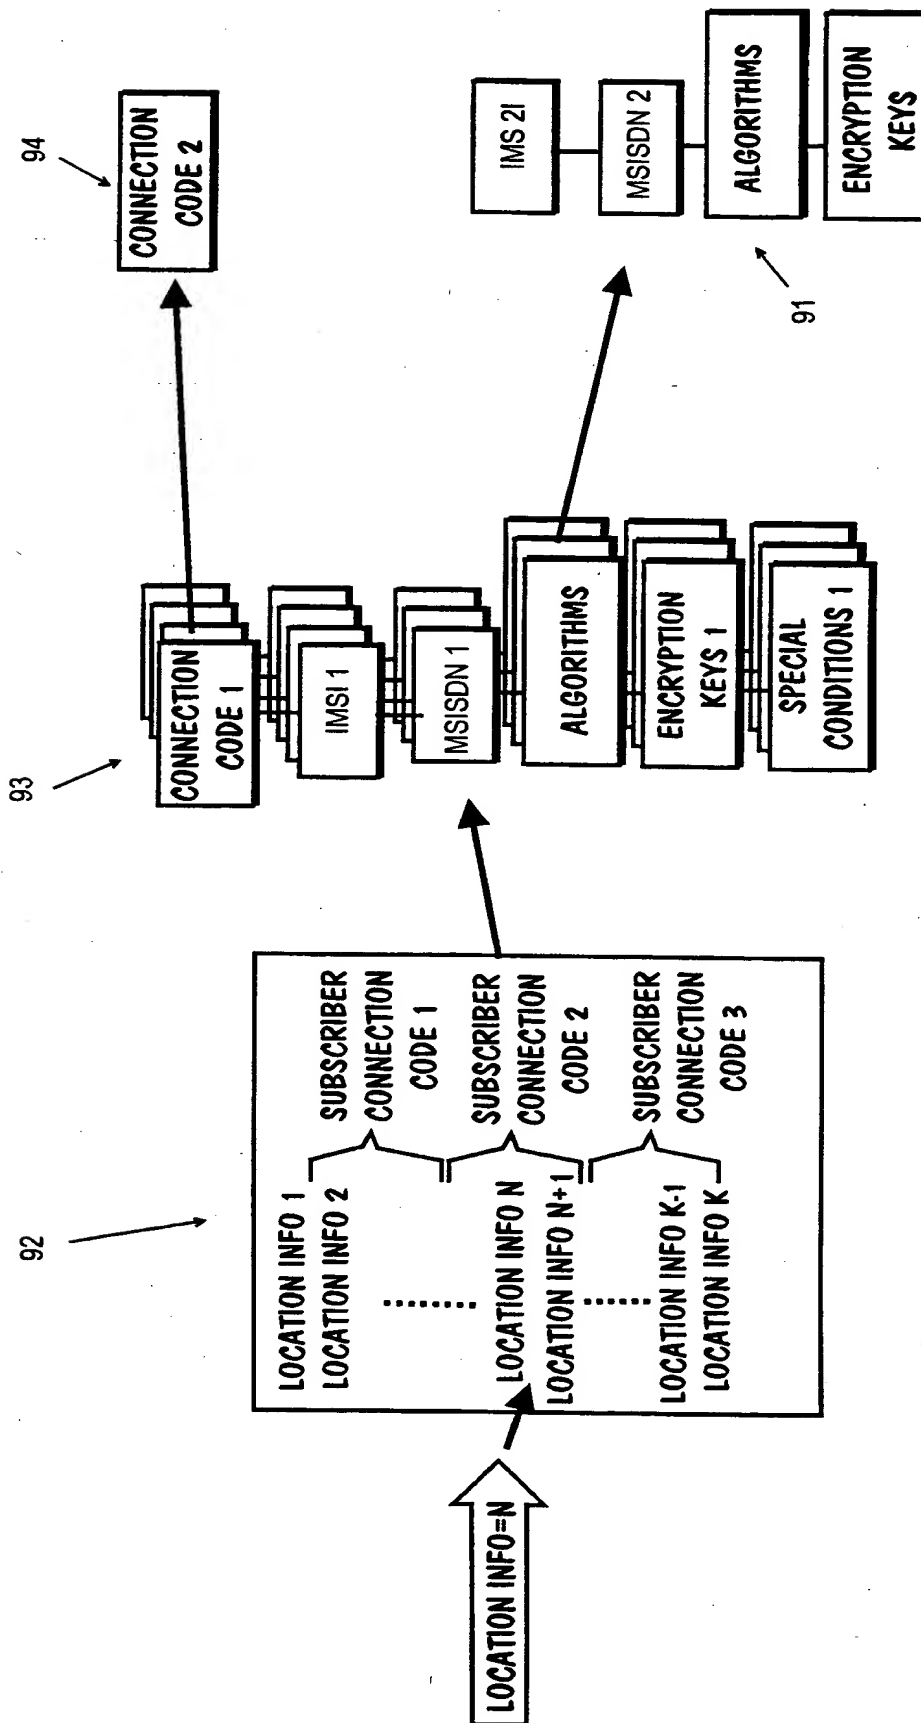 LOCATION INFO=N
92
LOCATION INFO 1
LOCATION INFO 2
LOCATION INFO N
LOCATION INFO N+1
LOCATION INFO K-1
LOCATION INFO K
SUBSCRIBER
CONNECTION
CODE 1
SUBSCRIBER
CONNECTION
CODE 2
SUBSCRIBER
CONNECTION
CODE 3
93
CONNECTION
CODE 1
IMSI 1
MSISDN 1
ALGORITHMS
ENCRYPTION
KEYS 1
SPECIAL
CONDITIONS 1
94
CONNECTION
CODE 2
IMS 2I
MSISDN 2
ALGORITHMS
ENCRYPTION
KEYS
91